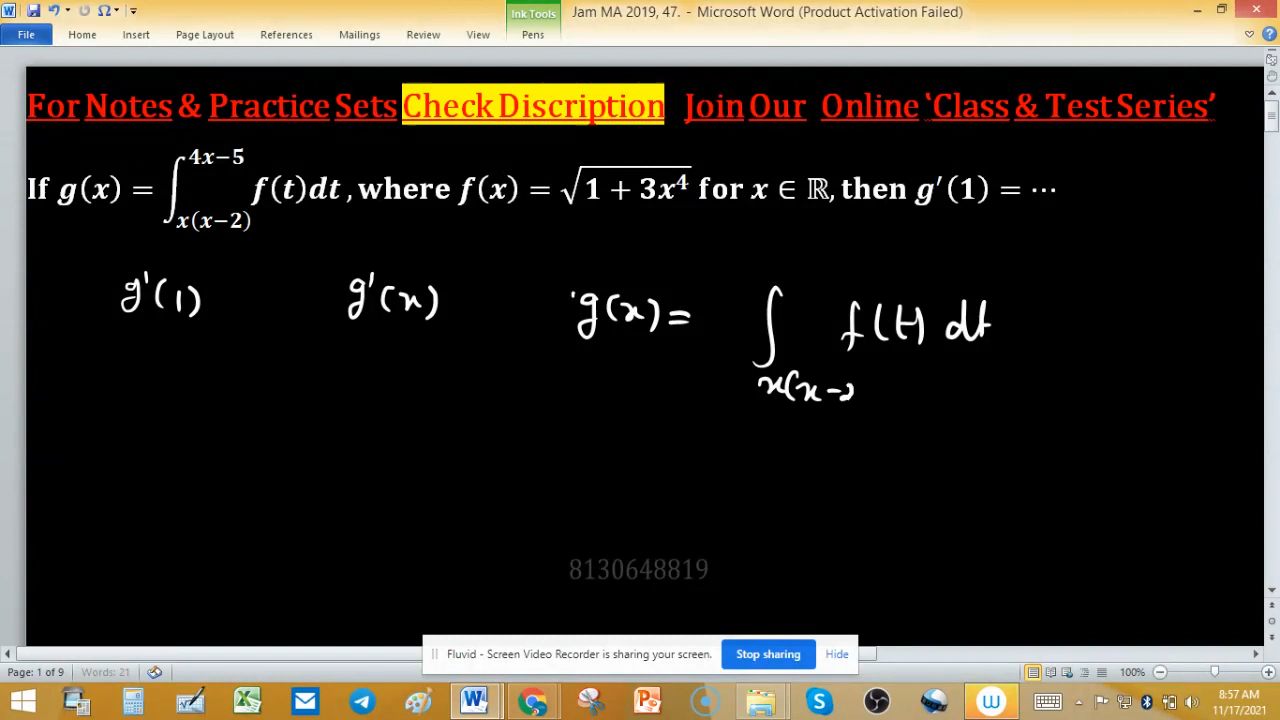 Jam MA 2019, 47. - Microsoft Word (Product Activation Failed)
Ink Tools
File Home Insert Page Layout References Mailings Review View Pens
For Notes & Practice Sets Check Discription Join Our Online 'Class & Test Series'
If g(x) = ∫_{x(x−2)}^{4x−5} f(t)dt , where f(x) = √(1 + 3x⁴) for x ∈ ℝ, then g′(1) = ⋯
g'(1) g'(x) g(x) = ∫_{x(x-2} f(t) dt
8130648819
Fluvid - Screen Video Recorder is sharing your screen. Stop sharing Hide
Page: 1 of 9 Words: 21 100%
8:57 AM
11/17/2021